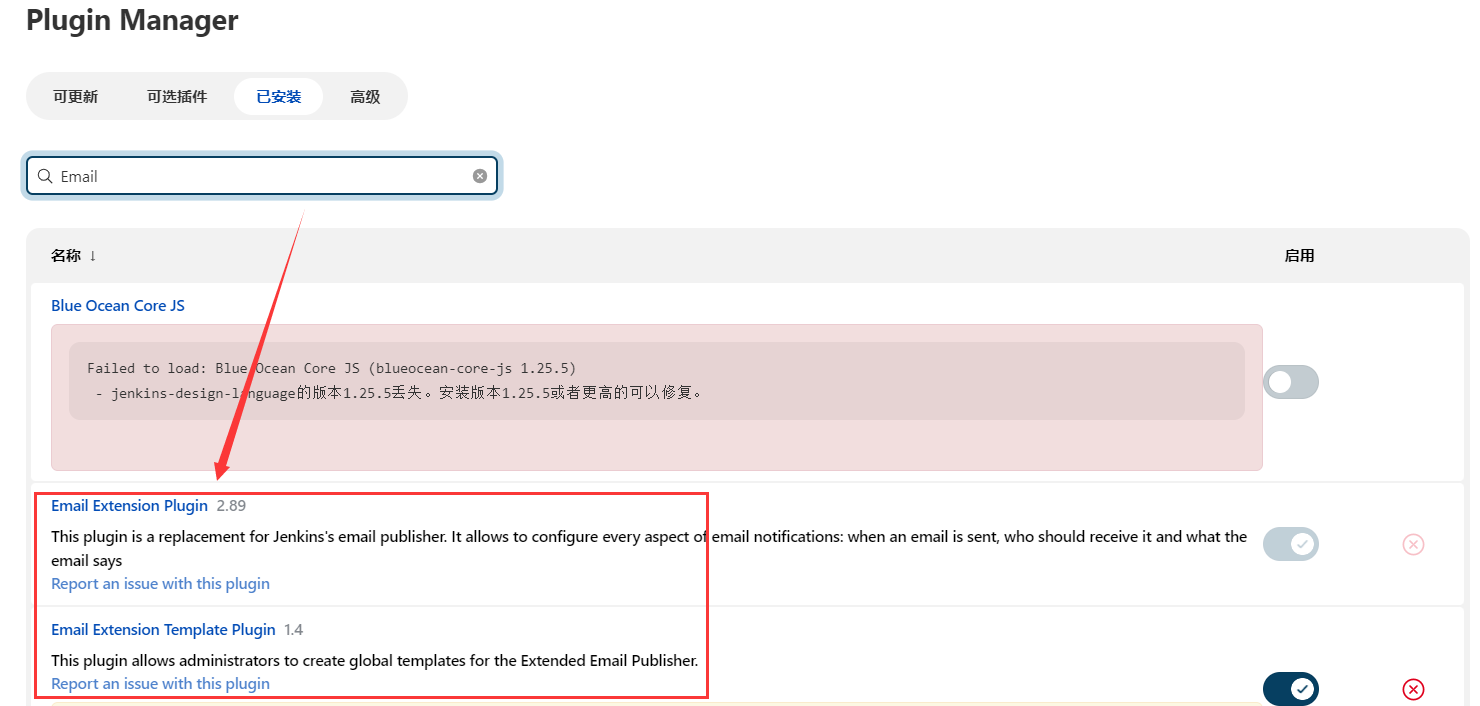 Plugin Manager
可更新 可选插件 已安装 高级
Email
名称 ↓ 启用
Blue Ocean Core JS
Failed to load: Blue Ocean Core JS (blueocean-core-js 1.25.5)
- jenkins-design-language的版本1.25.5丢失。安装版本1.25.5或者更高的可以修复。
Email Extension Plugin 2.89
This plugin is a replacement for Jenkins's email publisher. It allows to configure every aspect of email notifications: when an email is sent, who should receive it and what the
email says
Report an issue with this plugin
Email Extension Template Plugin 1.4
This plugin allows administrators to create global templates for the Extended Email Publisher.
Report an issue with this plugin